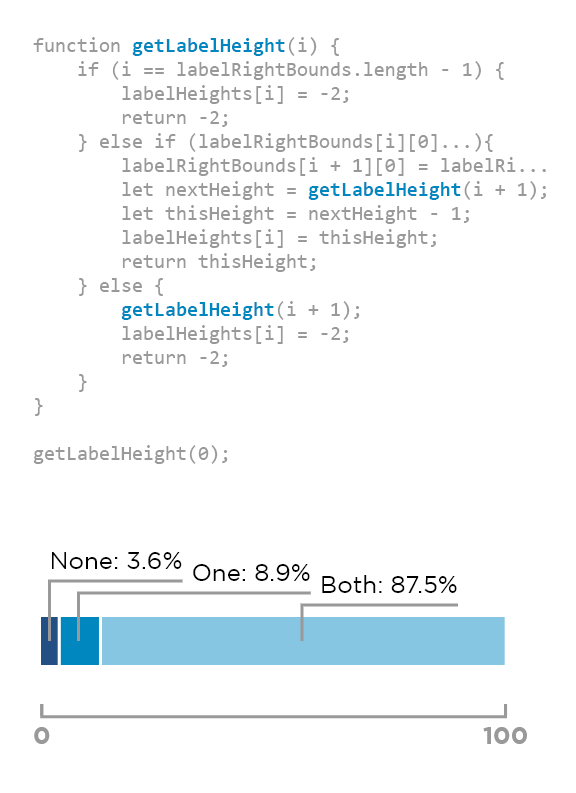 function getLabelHeight(i) {
    if (i == labelRightBounds.length - 1) {
        labelHeights[i] = -2;
        return -2;
    } else if (labelRightBounds[i][0]...){
        labelRightBounds[i + 1][0] = labelRi...
        let nextHeight = getLabelHeight(i + 1);
        let thisHeight = nextHeight - 1;
        labelHeights[i] = thisHeight;
        return thisHeight;
    } else {
        getLabelHeight(i + 1);
        labelHeights[i] = -2;
        return -2;
    }
}
getLabelHeight(0);
None: 3.6%
One: 8.9%
Both: 87.5%
0
100